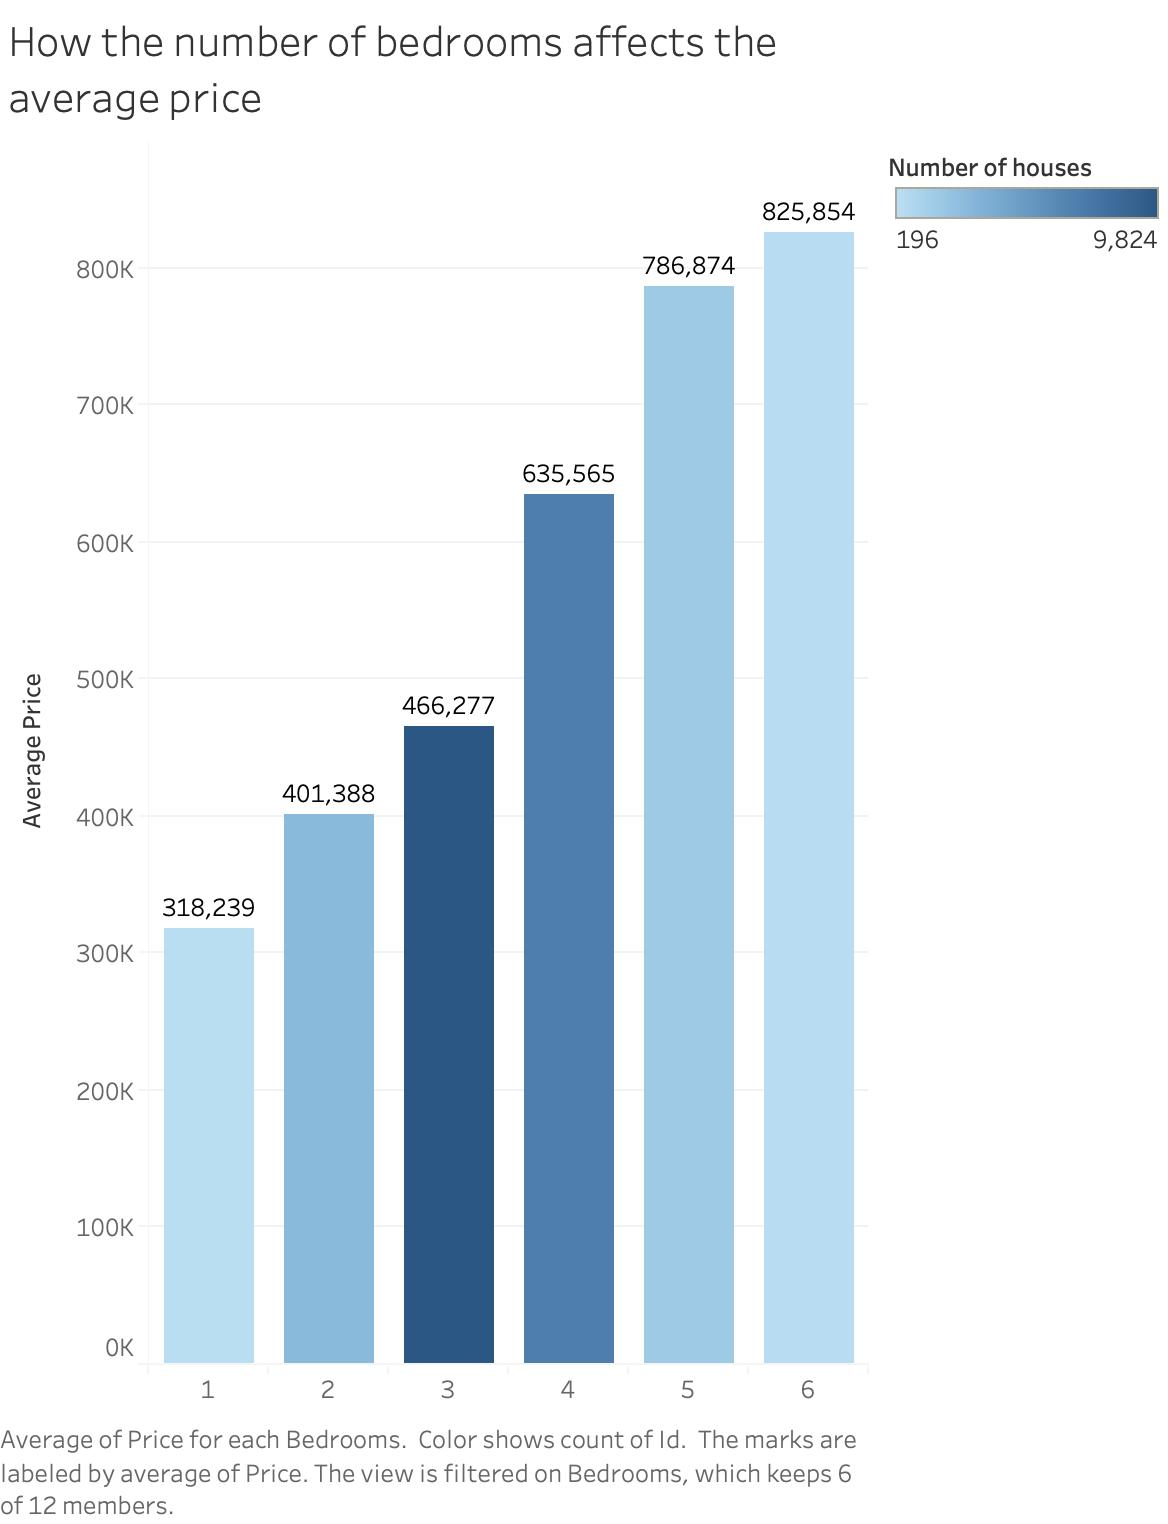 How the number of bedrooms affects the
average price
Number of houses
196 9,824
Average Price
800K
700K
600K
500K
400K
300K
200K
100K
0K
318,239
401,388
466,277
635,565
786,874
825,854
1 2 3 4 5 6
Average of Price for each Bedrooms.  Color shows count of Id.  The marks are
labeled by average of Price. The view is filtered on Bedrooms, which keeps 6
of 12 members.